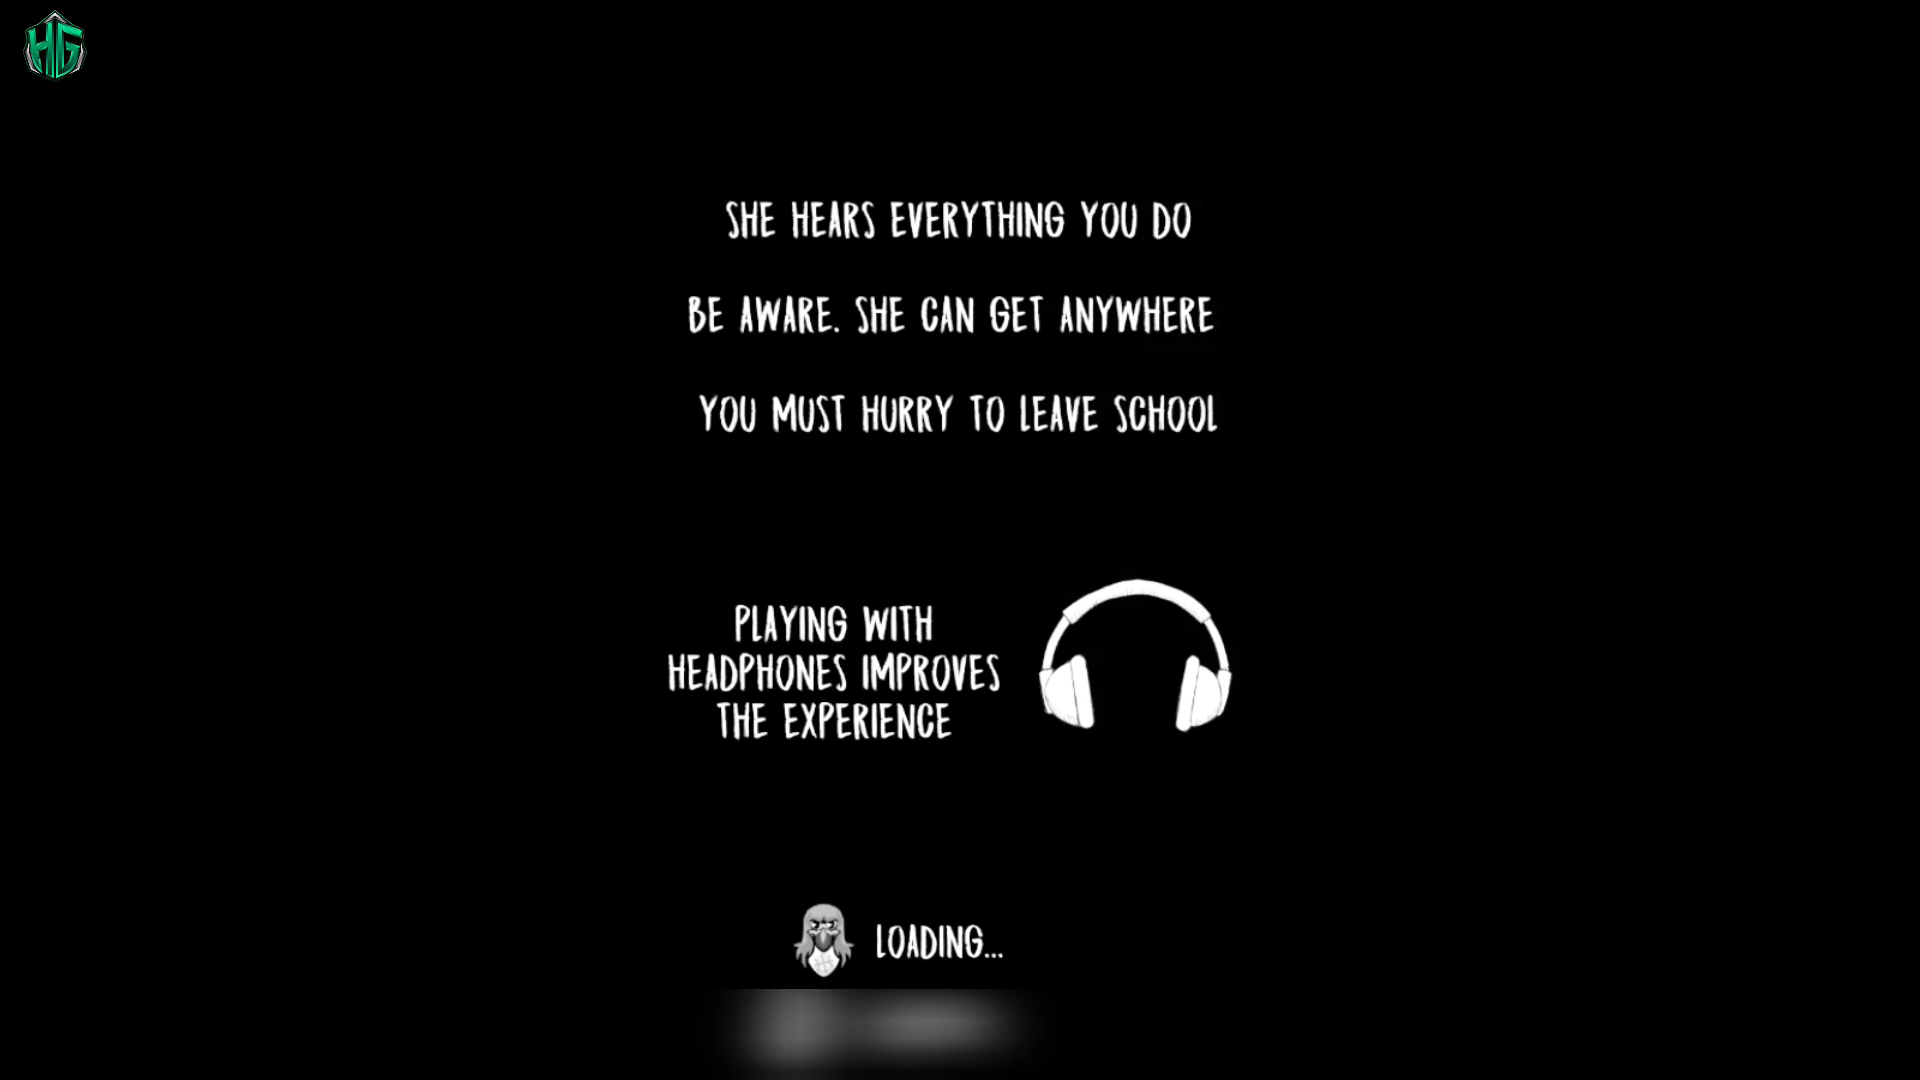 HG
SHE HEARS EVERYTHING YOU DO
BE AWARE. SHE CAN GET ANYWHERE
YOU MUST HURRY TO LEAVE SCHOOL
PLAYING WITH
HEADPHONES IMPROVES
THE EXPERIENCE
LOADING...